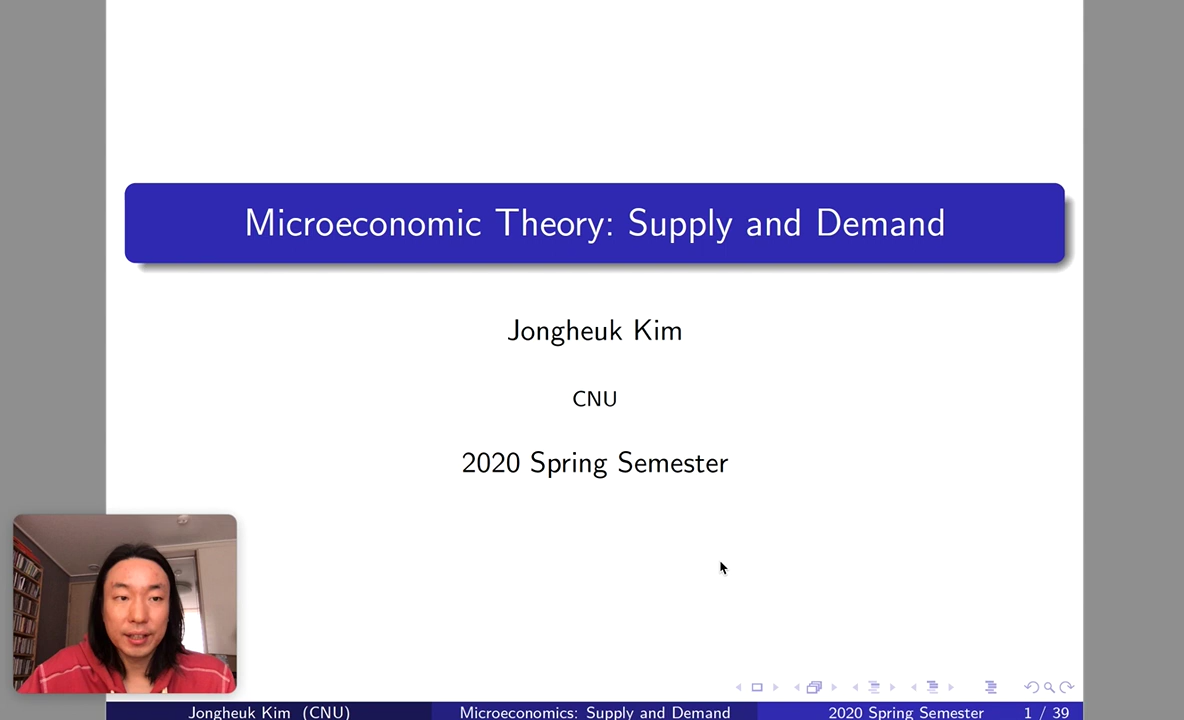 Microeconomic Theory: Supply and Demand
Jongheuk Kim
CNU
2020 Spring Semester
Jongheuk Kim (CNU)
Microeconomics: Supply and Demand
2020 Spring Semester
1 / 39